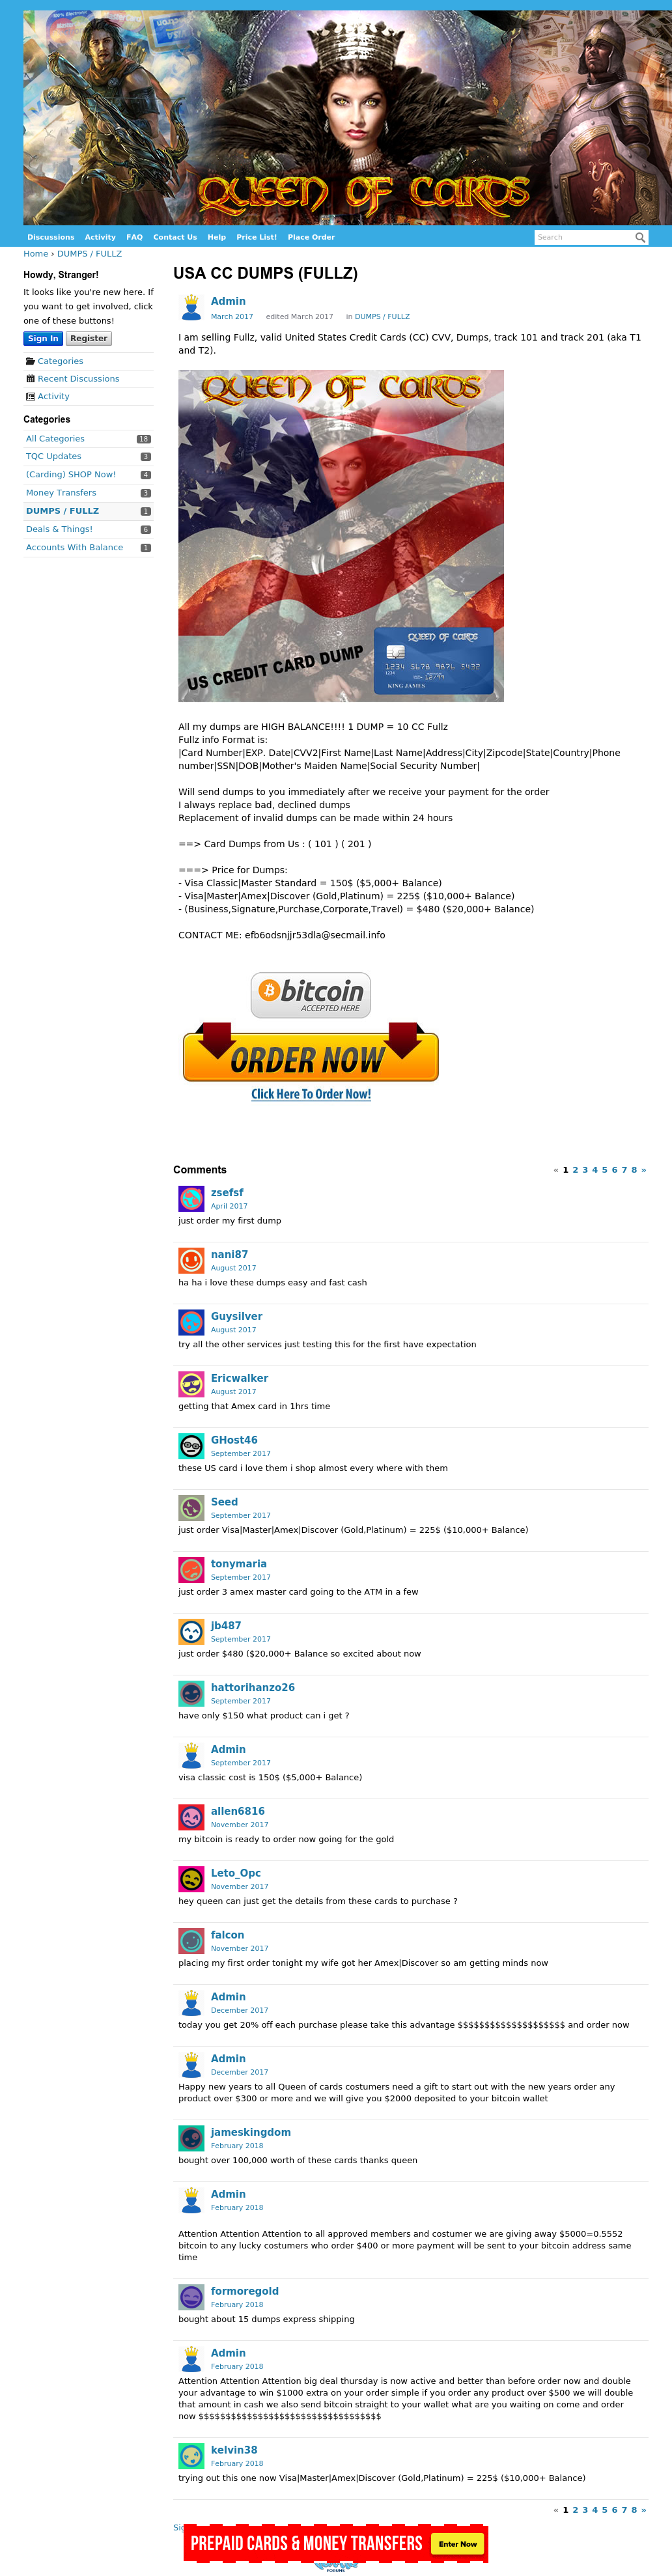 QUEEN OF CARDS
Discussions Activity FAQ Contact Us Help Price List! Place Order
Search
Home › DUMPS / FULLZ
Howdy, Stranger!
It looks like you're new here. If
you want to get involved, click
one of these buttons!
Sign In Register
Categories
Recent Discussions
Activity
Categories
All Categories 18
TQC Updates 3
(Carding) SHOP Now! 4
Money Transfers 3
DUMPS / FULLZ 1
Deals & Things! 6
Accounts With Balance 1
USA CC DUMPS (FULLZ)
Admin
March 2017 edited March 2017 in DUMPS / FULLZ
I am selling Fullz, valid United States Credit Cards (CC) CVV, Dumps, track 101 and track 201 (aka T1
and T2).
QUEEN OF CARDS
US CREDIT CARD DUMP
QUEEN OF CARDS
1234 5678 9876 5432
1234
12/99
KING JAMES
All my dumps are HIGH BALANCE!!!! 1 DUMP = 10 CC Fullz
Fullz info Format is:
|Card Number|EXP. Date|CVV2|First Name|Last Name|Address|City|Zipcode|State|Country|Phone
number|SSN|DOB|Mother's Maiden Name|Social Security Number|
Will send dumps to you immediately after we receive your payment for the order
I always replace bad, declined dumps
Replacement of invalid dumps can be made within 24 hours
==> Card Dumps from Us : ( 101 ) ( 201 )
===> Price for Dumps:
- Visa Classic|Master Standard = 150$ ($5,000+ Balance)
- Visa|Master|Amex|Discover (Gold,Platinum) = 225$ ($10,000+ Balance)
- (Business,Signature,Purchase,Corporate,Travel) = $480 ($20,000+ Balance)
CONTACT ME: efb6odsnjjr53dla@secmail.info
bitcoin
ACCEPTED HERE
ORDER NOW
Click Here To Order Now!
Comments
« 1 2 3 4 5 6 7 8 »
zsefsf
April 2017
just order my first dump
nani87
August 2017
ha ha i love these dumps easy and fast cash
Guysilver
August 2017
try all the other services just testing this for the first have expectation
Ericwalker
August 2017
getting that Amex card in 1hrs time
GHost46
September 2017
these US card i love them i shop almost every where with them
Seed
September 2017
just order Visa|Master|Amex|Discover (Gold,Platinum) = 225$ ($10,000+ Balance)
tonymaria
September 2017
just order 3 amex master card going to the ATM in a few
jb487
September 2017
just order $480 ($20,000+ Balance so excited about now
hattorihanzo26
September 2017
have only $150 what product can i get ?
Admin
September 2017
visa classic cost is 150$ ($5,000+ Balance)
allen6816
November 2017
my bitcoin is ready to order now going for the gold
Leto_Opc
November 2017
hey queen can just get the details from these cards to purchase ?
falcon
November 2017
placing my first order tonight my wife got her Amex|Discover so am getting minds now
Admin
December 2017
today you get 20% off each purchase please take this advantage $$$$$$$$$$$$$$$$$$$$ and order now
Admin
December 2017
Happy new years to all Queen of cards costumers need a gift to start out with the new years order any
product over $300 or more and we will give you $2000 deposited to your bitcoin wallet
jameskingdom
February 2018
bought over 100,000 worth of these cards thanks queen
Admin
February 2018
Attention Attention Attention to all approved members and costumer we are giving away $5000=0.5552
bitcoin to any lucky costumers who order $400 or more payment will be sent to your bitcoin address same
time
formoregold
February 2018
bought about 15 dumps express shipping
Admin
February 2018
Attention Attention Attention big deal thursday is now active and better than before order now and double
your advantage to win $1000 extra on your order simple if you order any product over $500 we will double
that amount in cash we also send bitcoin straight to your wallet what are you waiting on come and order
now $$$$$$$$$$$$$$$$$$$$$$$$$$$$$$$$$$
kelvin38
February 2018
trying out this one now Visa|Master|Amex|Discover (Gold,Platinum) = 225$ ($10,000+ Balance)
« 1 2 3 4 5 6 7 8 »
PREPAID CARDS & MONEY TRANSFERS Enter Now
FORUMS